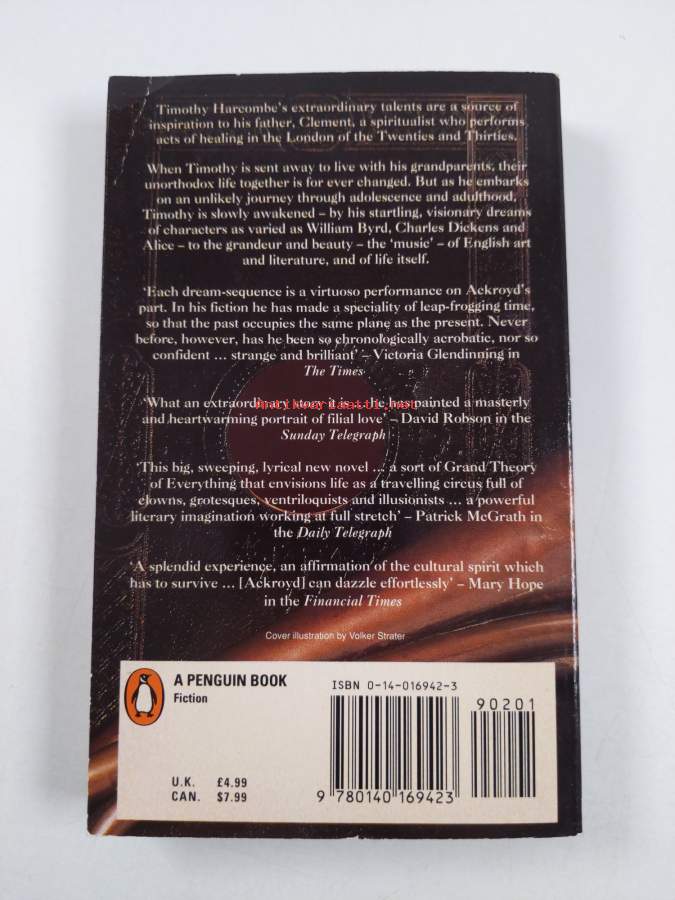 Timothy Harcombe's extraordinary talents are a source of
inspiration to his father, Clement, a spiritualist who performs
acts of healing in the London of the Twenties and Thirties.
When Timothy is sent away to live with his grandparents, their
unorthodox life together is for ever changed. But as he embarks
on an unlikely journey through adolescence and adulthood,
Timothy is slowly awakened – by his startling, visionary dreams
of characters as varied as William Byrd, Charles Dickens and
Alice – to the grandeur and beauty – the 'music' – of English art
and literature, and of life itself.
'Each dream-sequence is a virtuoso performance on Ackroyd's
part. In his fiction he has made a speciality of leap-frogging time,
so that the past occupies the same plane as the present. Never
before, however, has he been so chronologically acrobatic, nor so
confident ... strange and brilliant' – Victoria Glendinning in
The Times
'What an extraordinary story it is – he has painted a masterly
and heartwarming portrait of filial love' – David Robson in the
Sunday Telegraph
Antikvariaatti.net
'This big, sweeping, lyrical new novel ... a sort of Grand Theory
of Everything that envisions life as a travelling circus full of
clowns, grotesques, ventriloquists and illusionists ... a powerful
literary imagination working at full stretch' – Patrick McGrath in
the Daily Telegraph
'A splendid experience, an affirmation of the cultural spirit which
has to survive ... [Ackroyd] can dazzle effortlessly' – Mary Hope
in the Financial Times
Cover illustration by Volker Strater
A PENGUIN BOOK
Fiction
U.K. £4.99
CAN. $7.99
ISBN 0-14-016942-3
90201
9 780140 169423